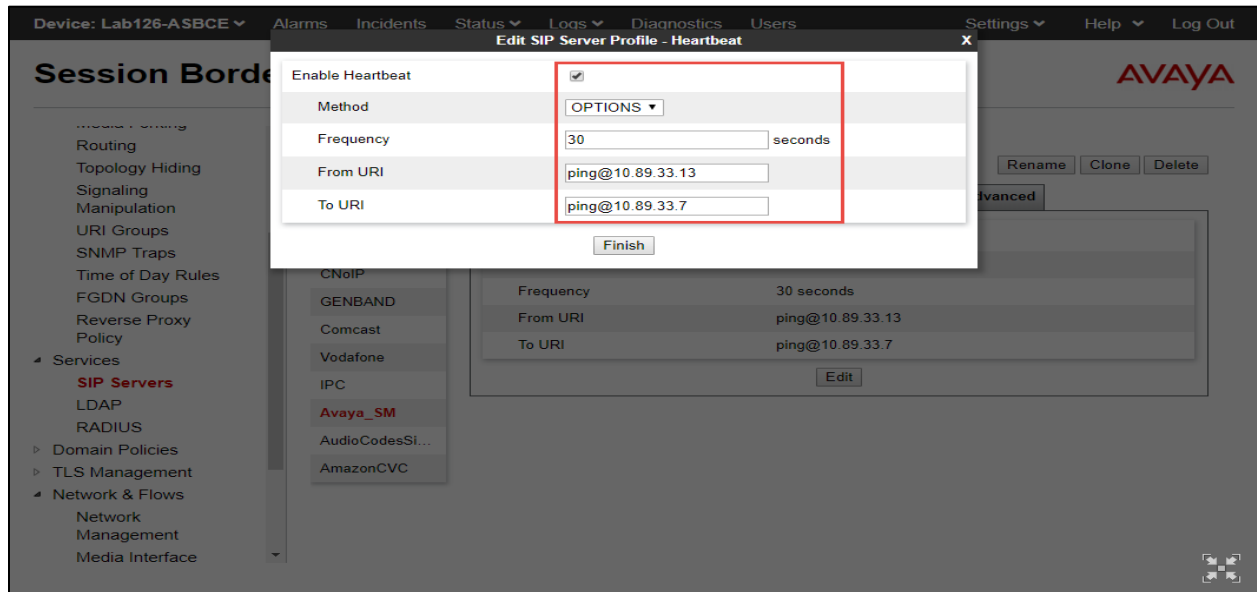 Device: Lab126-ASBCE Alarms Incidents Status Logs Diagnostics Users Settings Help Log Out
Edit SIP Server Profile - Heartbeat X
Session Borde
AVAYA
Enable Heartbeat
Method OPTIONS
Frequency 30 seconds
From URI ping@10.89.33.13
To URI ping@10.89.33.7
Finish
Routing
Topology Hiding
Signaling
Manipulation
URI Groups
SNMP Traps
Time of Day Rules
FGDN Groups
Reverse Proxy
Policy
Services
SIP Servers
LDAP
RADIUS
Domain Policies
TLS Management
Network & Flows
Network
Management
Media Interface
CNoIP
GENBAND
Comcast
Vodafone
IPC
Avaya_SM
AudioCodesSi...
AmazonCVC
Rename Clone Delete
dvanced
Frequency 30 seconds
From URI ping@10.89.33.13
To URI ping@10.89.33.7
Edit